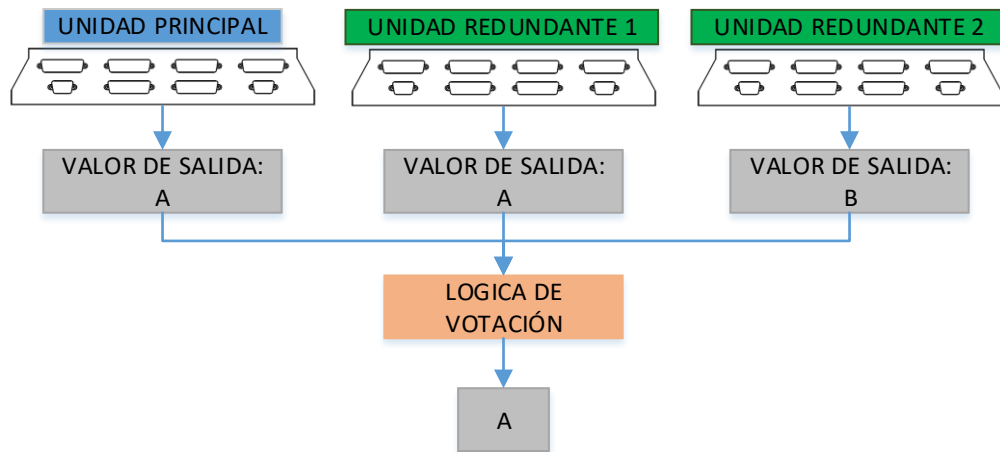 UNIDAD PRINCIPAL
UNIDAD REDUNDANTE 1
UNIDAD REDUNDANTE 2
VALOR DE SALIDA:
A
VALOR DE SALIDA:
A
VALOR DE SALIDA:
B
LOGICA DE
VOTACIÓN
A